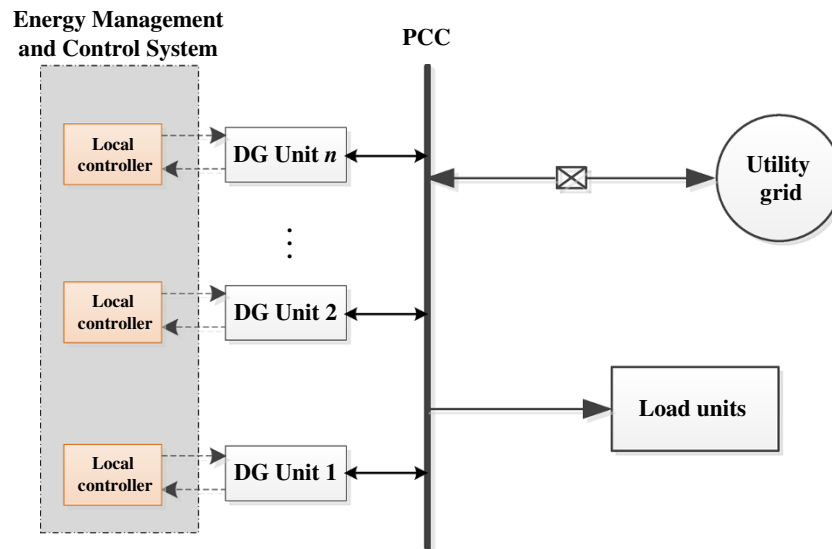 Energy Management
and Control System
PCC
Local
controller
DG Unit n
Utility
grid
⋮
Local
controller
DG Unit 2
Load units
Local
controller
DG Unit 1